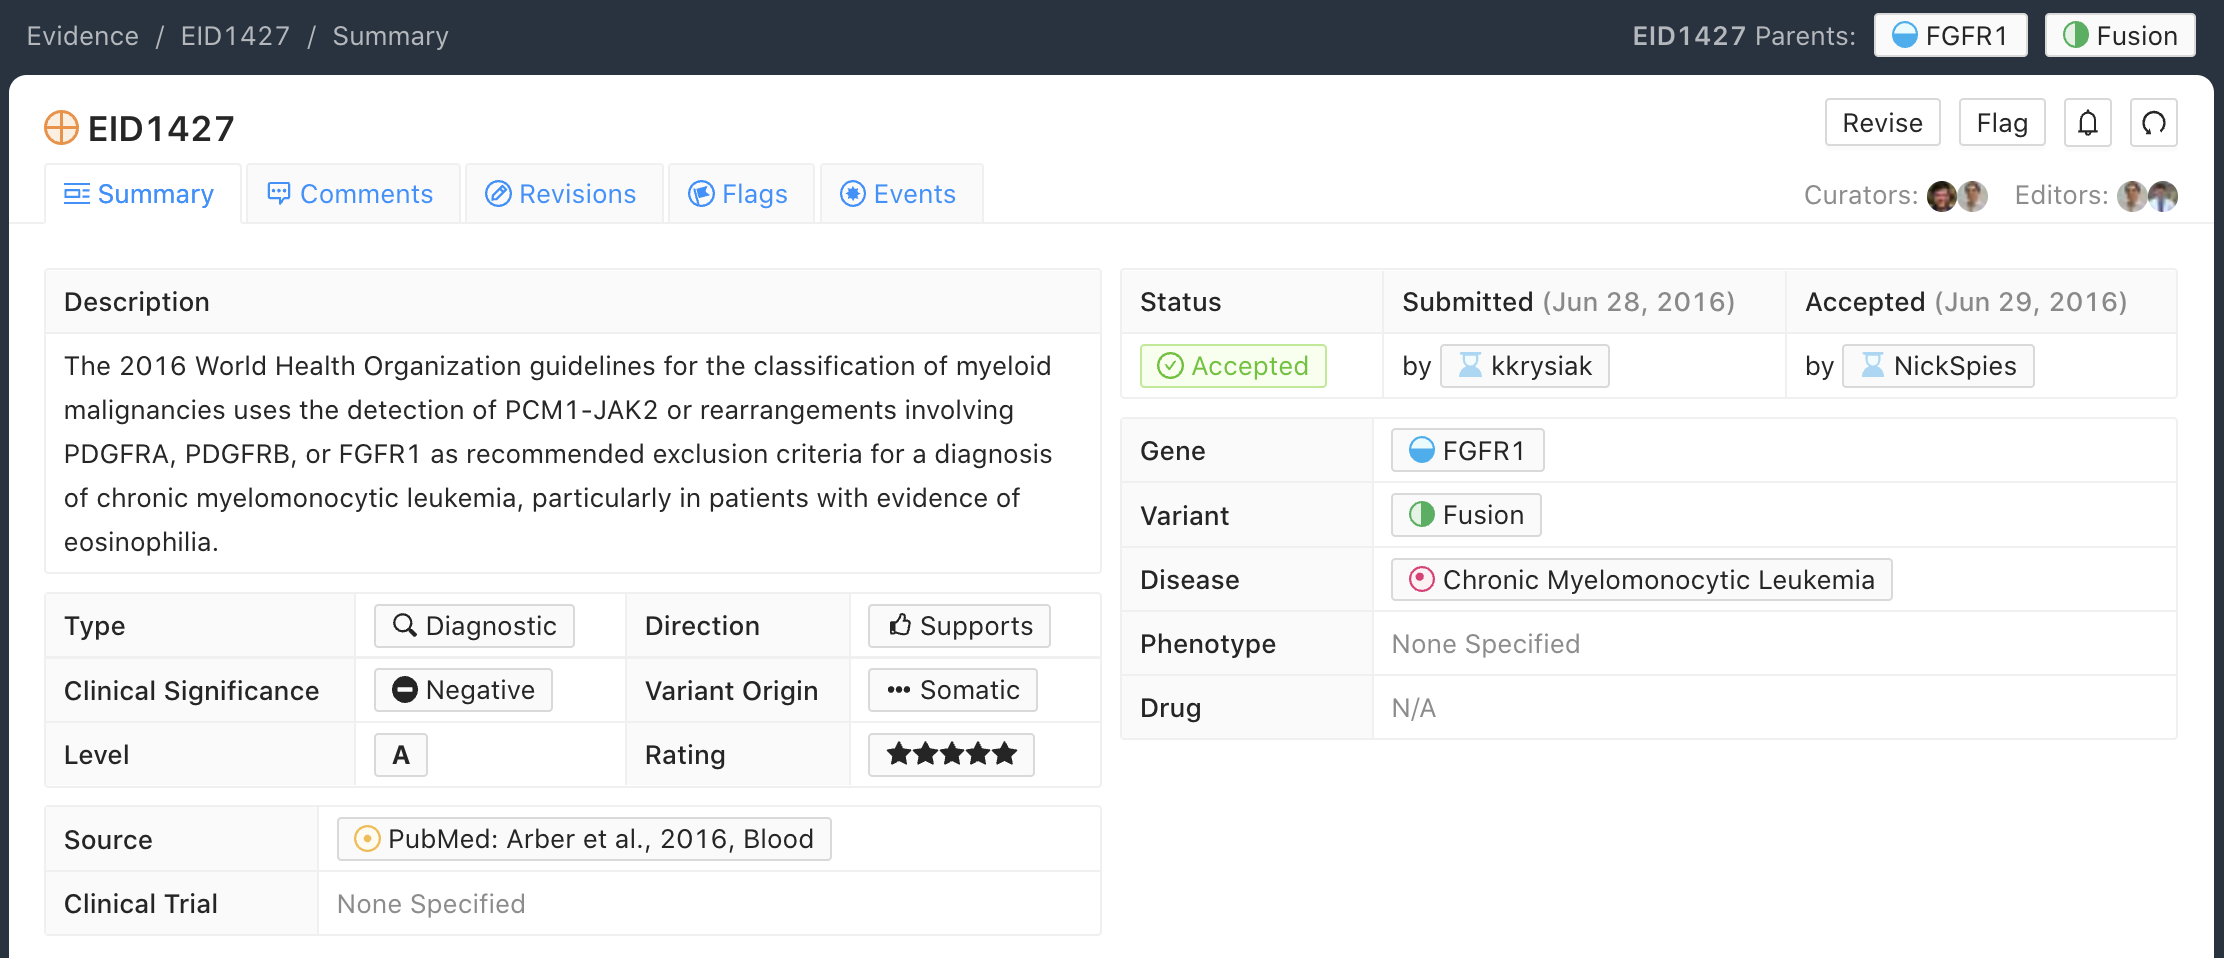 Evidence / EID1427 / Summary
EID1427 Parents: FGFR1 Fusion
EID1427
Revise Flag
Summary Comments Revisions Flags Events
Curators: Editors:
Description
The 2016 World Health Organization guidelines for the classification of myeloid
malignancies uses the detection of PCM1-JAK2 or rearrangements involving
PDGFRA, PDGFRB, or FGFR1 as recommended exclusion criteria for a diagnosis
of chronic myelomonocytic leukemia, particularly in patients with evidence of
eosinophilia.
Type Diagnostic Direction Supports
Clinical Significance Negative Variant Origin Somatic
Level A Rating ★★★★★
Source PubMed: Arber et al., 2016, Blood
Clinical Trial None Specified
Status Submitted (Jun 28, 2016) Accepted (Jun 29, 2016)
Accepted by kkrysiak by NickSpies
Gene FGFR1
Variant Fusion
Disease Chronic Myelomonocytic Leukemia
Phenotype None Specified
Drug N/A